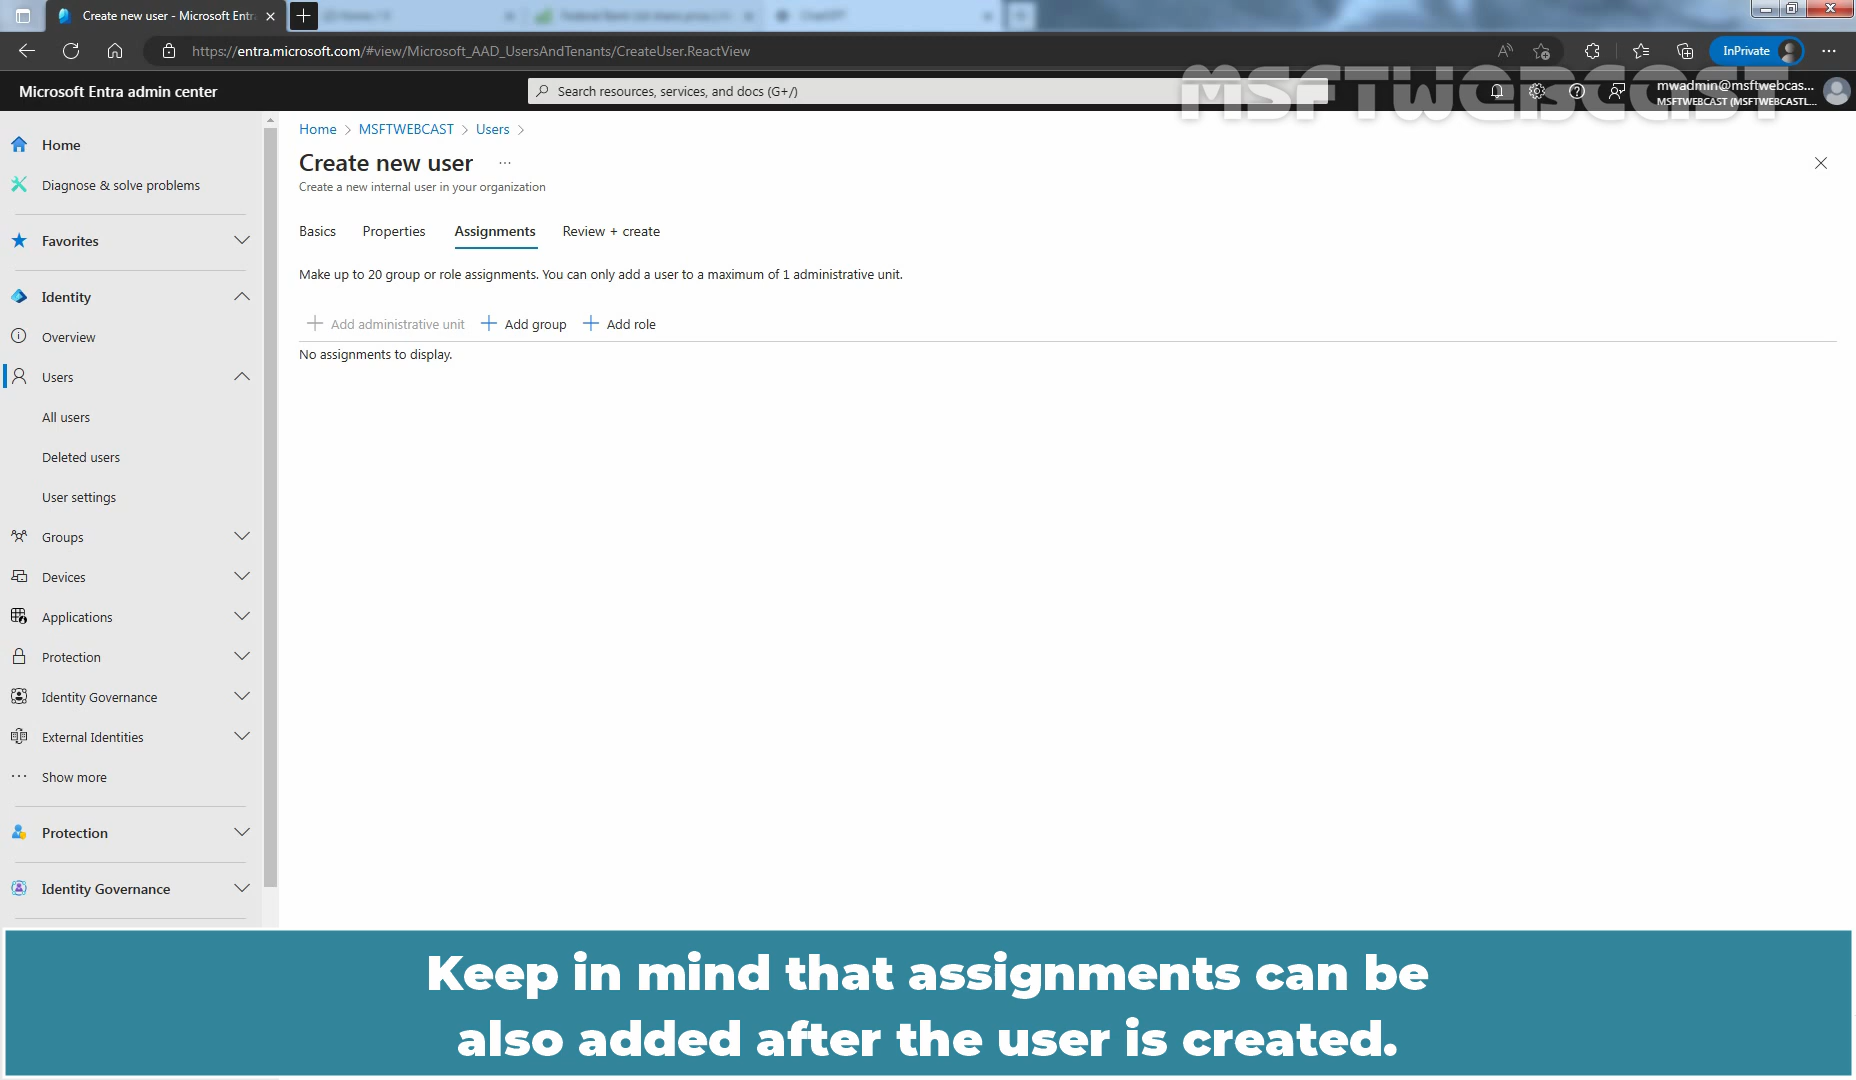 Create new user - Microsoft Entr
https://entra.microsoft.com/#view/Microsoft_AAD_UsersAndTenants/CreateUser.ReactView
InPrivate
Microsoft Entra admin center
Search resources, services, and docs (G+/)
MSFTWEBCAST
mwadmin@msftwebcas...
MSFTWEBCAST (MSFTWEBCASTL...
Home
Diagnose & solve problems
Favorites
Identity
Overview
Users
All users
Deleted users
User settings
Groups
Devices
Applications
Protection
Identity Governance
External Identities
Show more
Protection
Identity Governance
Home > MSFTWEBCAST > Users >
Create new user ...
Create a new internal user in your organization
Basics Properties Assignments Review + create
Make up to 20 group or role assignments. You can only add a user to a maximum of 1 administrative unit.
Add administrative unit Add group Add role
No assignments to display.
Keep in mind that assignments can be
also added after the user is created.